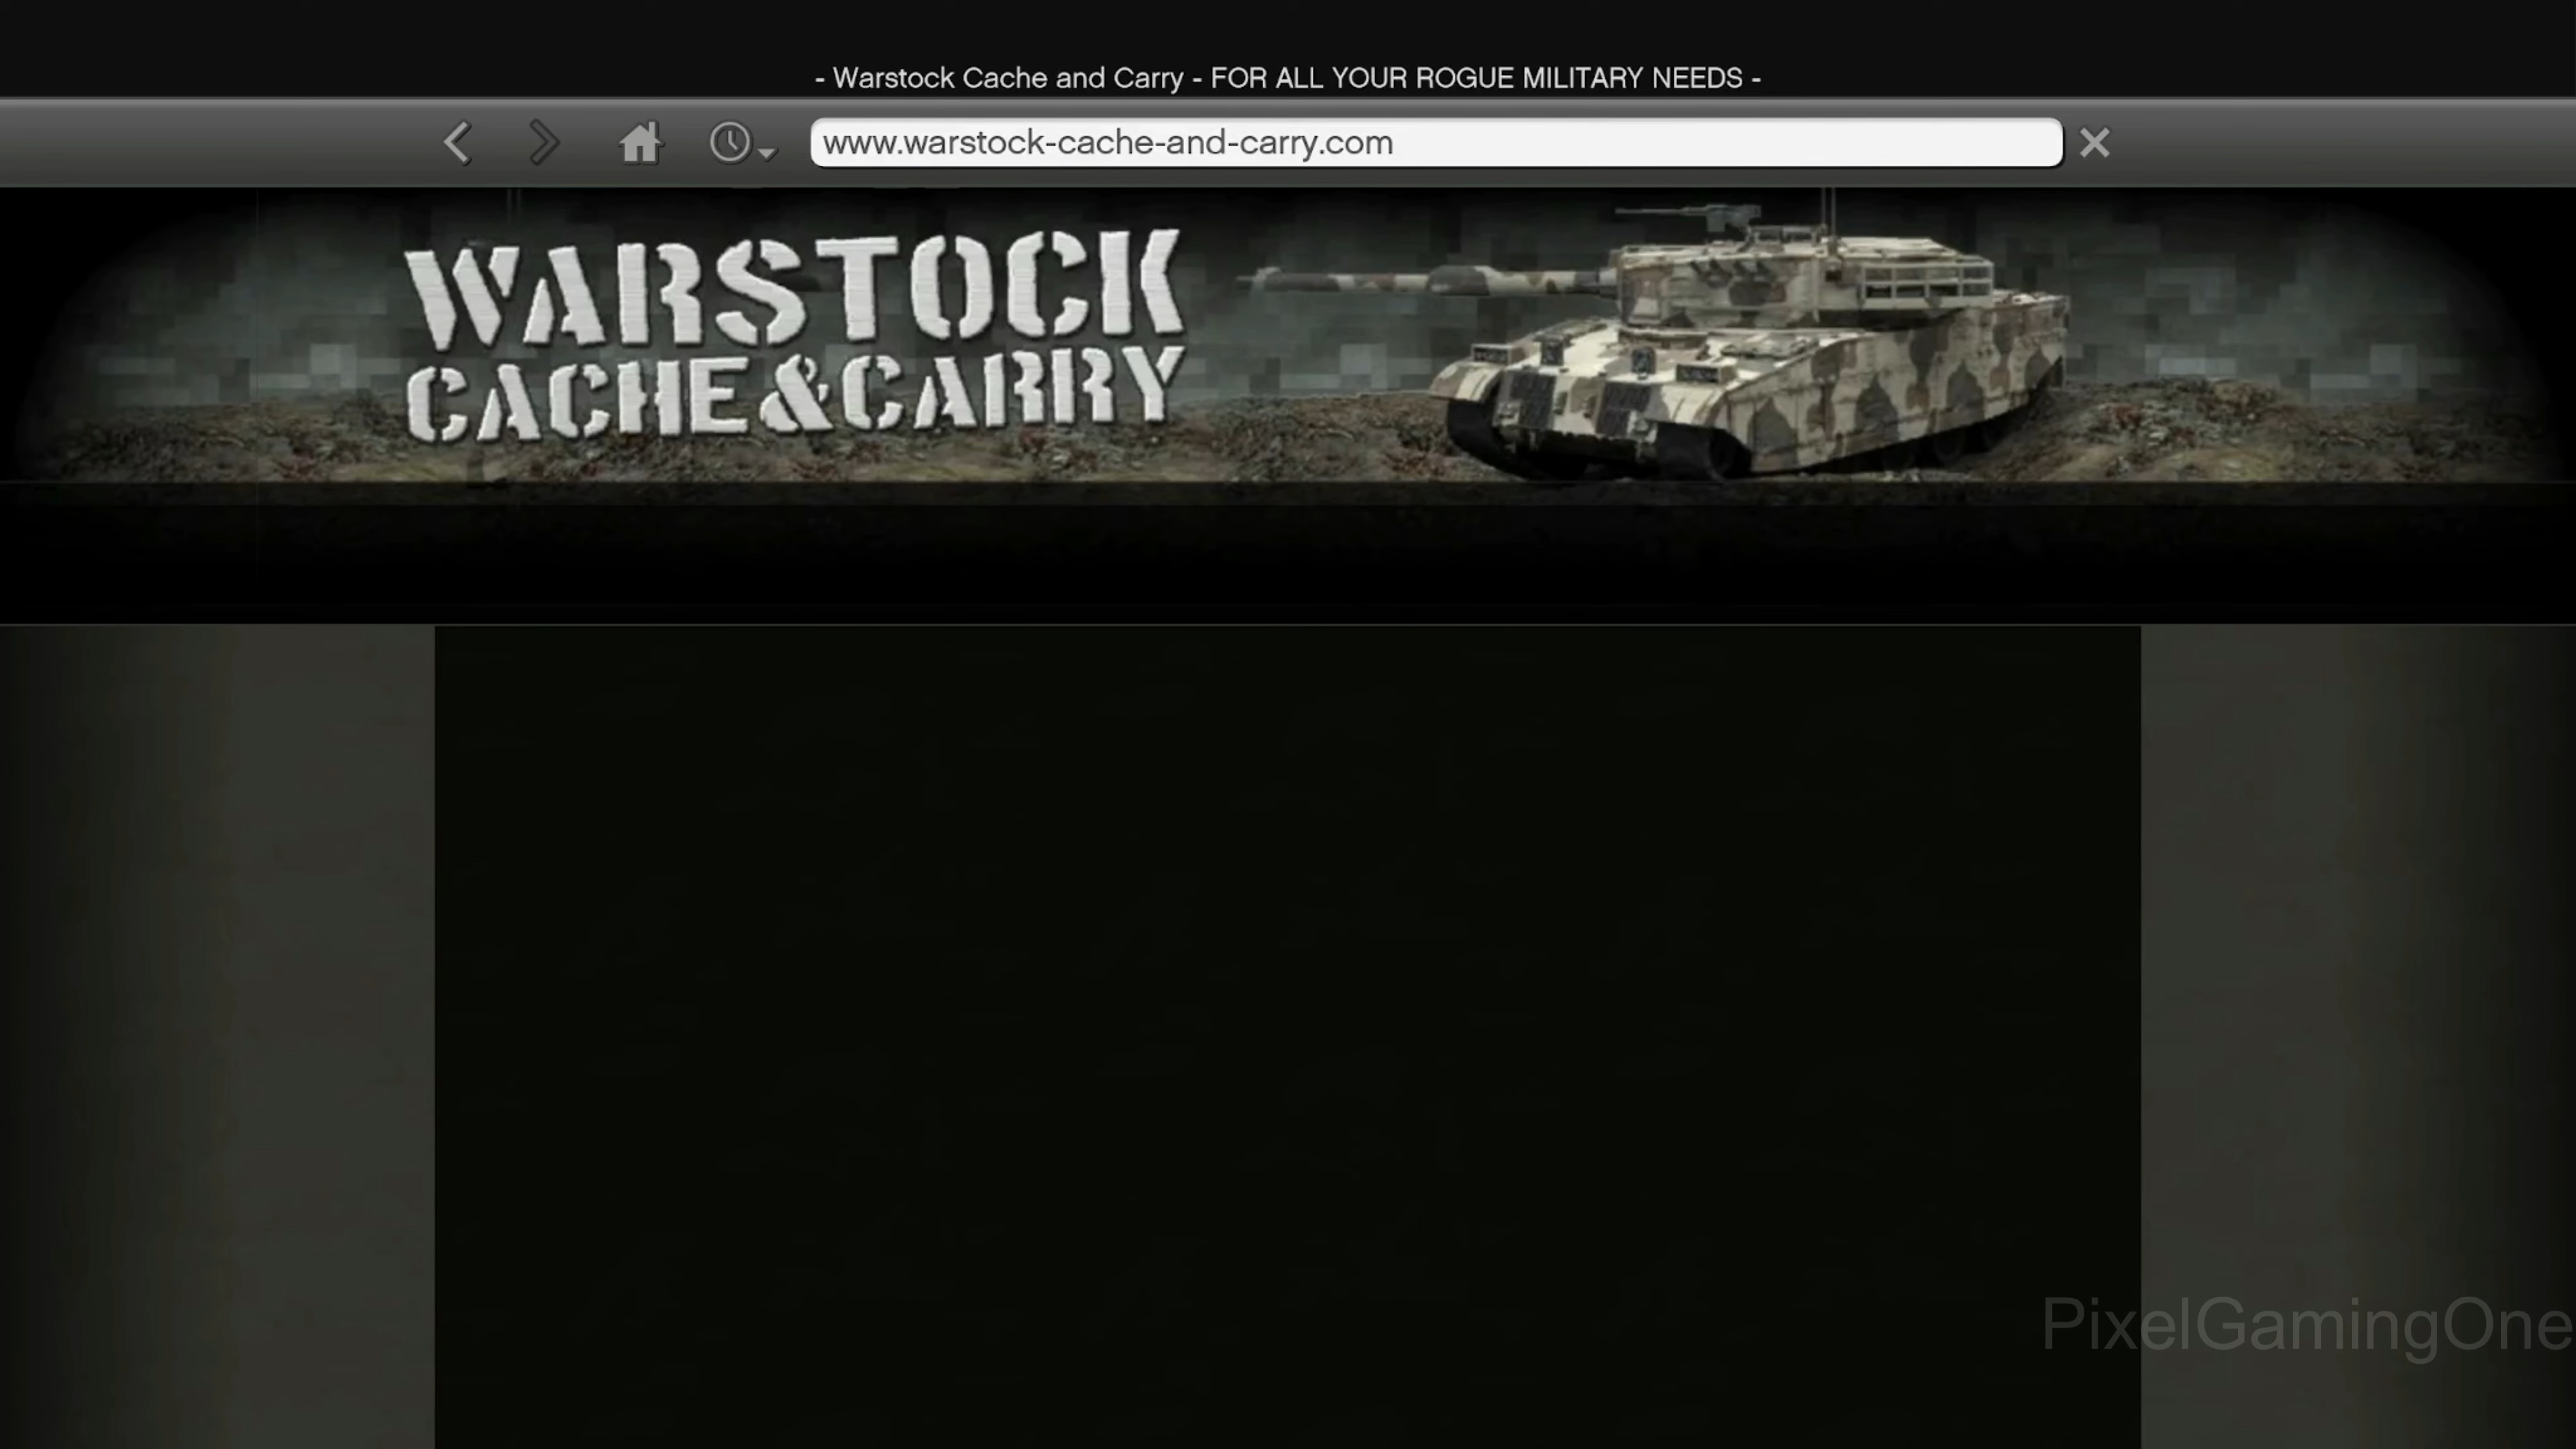 - Warstock Cache and Carry - FOR ALL YOUR ROGUE MILITARY NEEDS -
www.warstock-cache-and-carry.com
WARSTOCK
CACHE&CARRY
PixelGamingOne